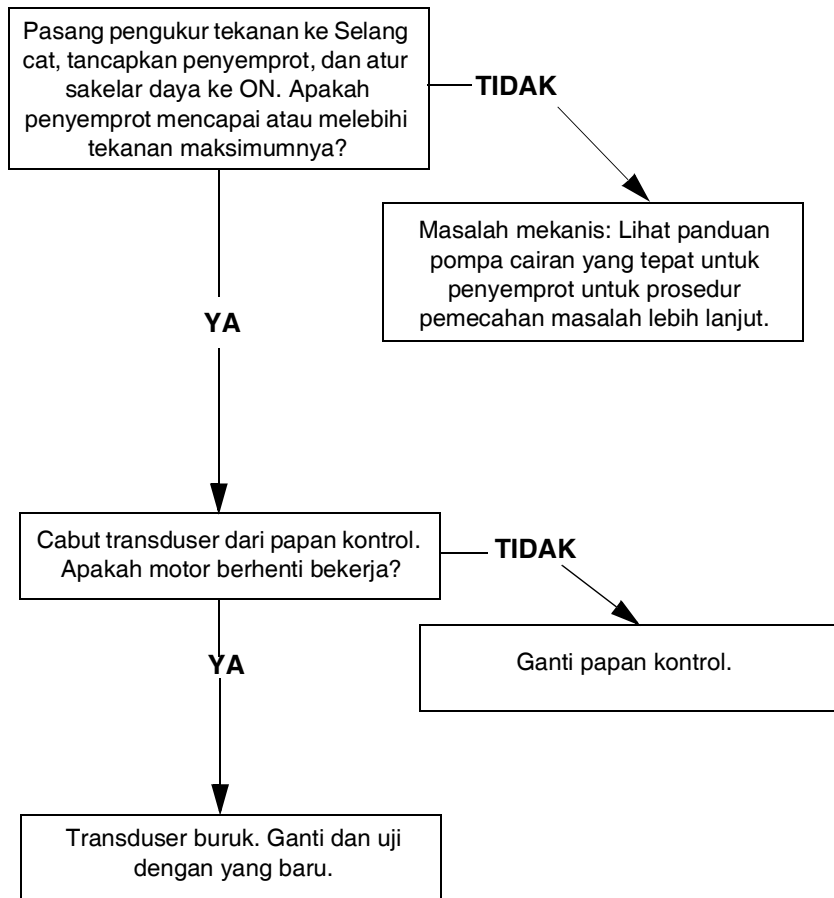 Pasang pengukur tekanan ke Selang
cat, tancapkan penyemprot, dan atur
sakelar daya ke ON. Apakah
penyemprot mencapai atau melebihi
tekanan maksimumnya?
TIDAK
Masalah mekanis: Lihat panduan
pompa cairan yang tepat untuk
penyemprot untuk prosedur
pemecahan masalah lebih lanjut.
YA
Cabut transduser dari papan kontrol.
Apakah motor berhenti bekerja?
TIDAK
Ganti papan kontrol.
YA
Transduser buruk. Ganti dan uji
dengan yang baru.